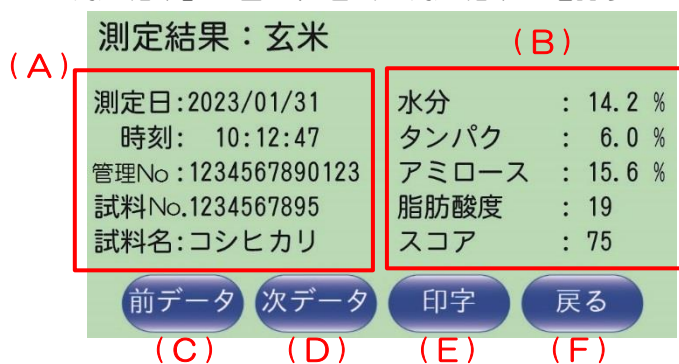 測定結果：玄米
(B)
(A)
測定日:2023/01/31
時刻: 10:12:47
管理No:1234567890123
試料No.1234567895
試料名:コシヒカリ
水分 : 14.2 %
タンパク : 6.0 %
アミロース : 15.6 %
脂肪酸度 : 19
スコア : 75
前データ 次データ 印字 戻る
(C) (D) (E) (F)